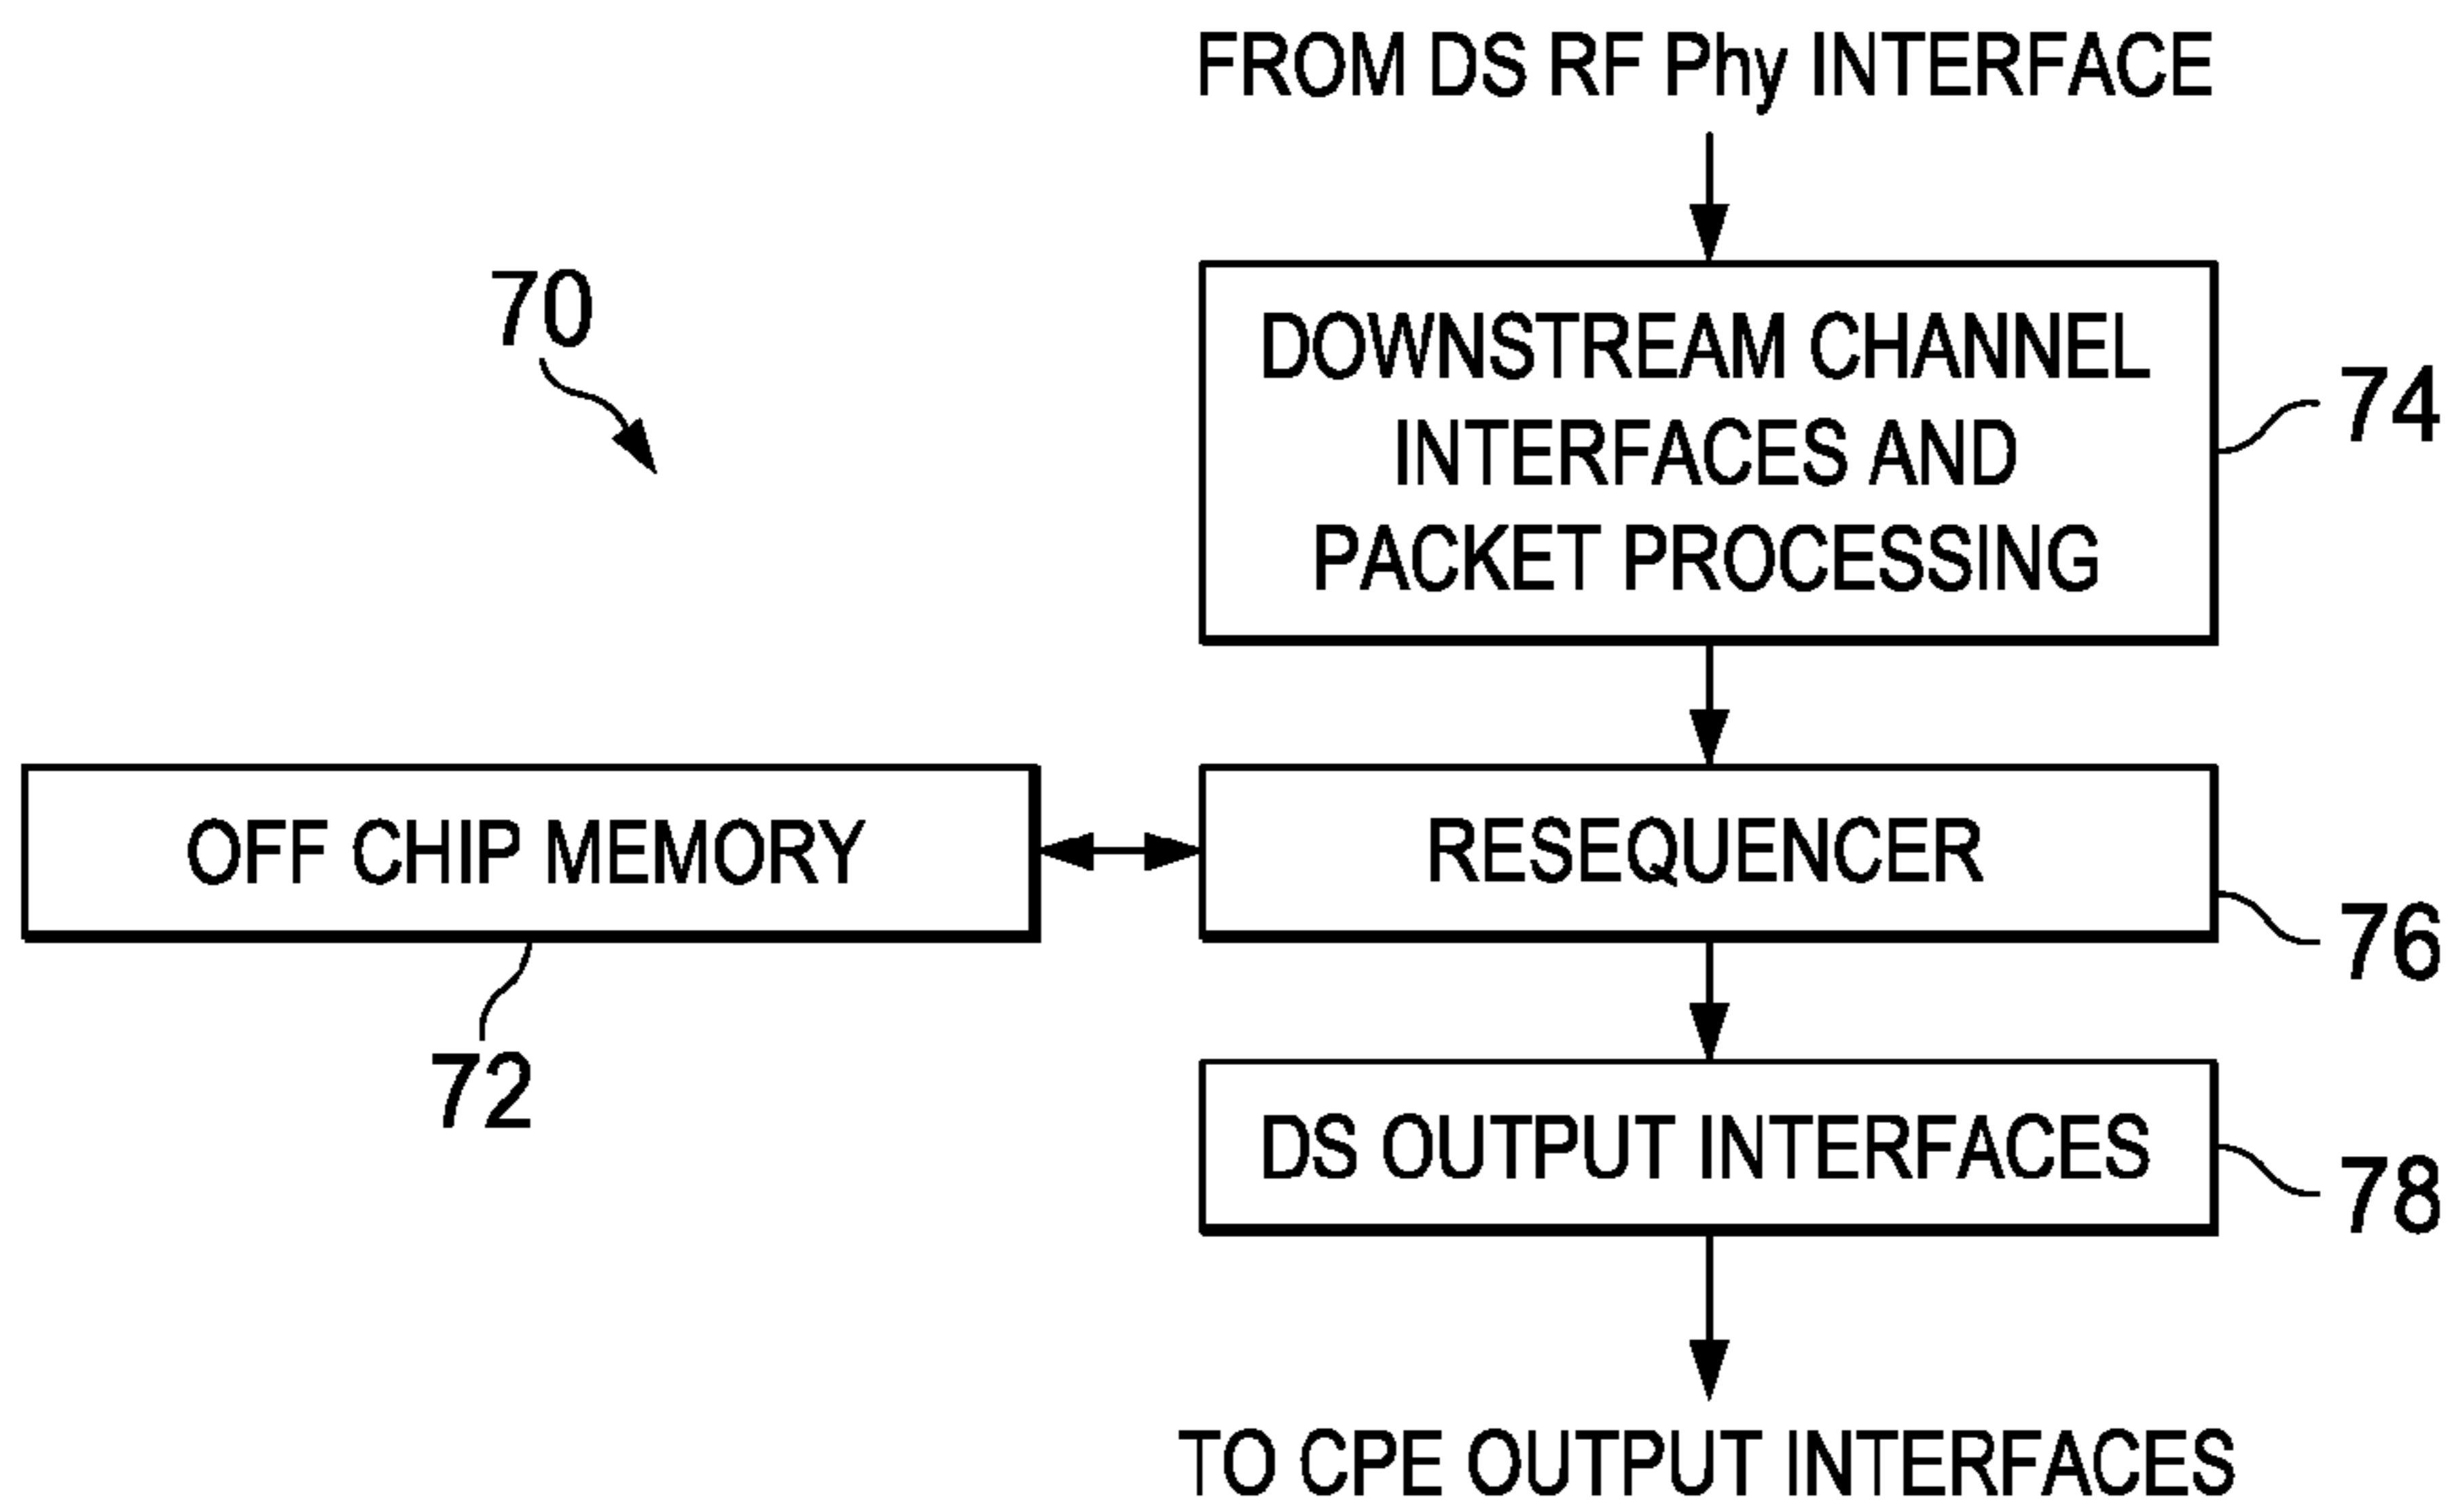 FROM DS RF Phy INTERFACE
70
DOWNSTREAM CHANNEL
INTERFACES AND
PACKET PROCESSING
74
OFF CHIP MEMORY
RESEQUENCER
76
72
DS OUTPUT INTERFACES
78
TO CPE OUTPUT INTERFACES